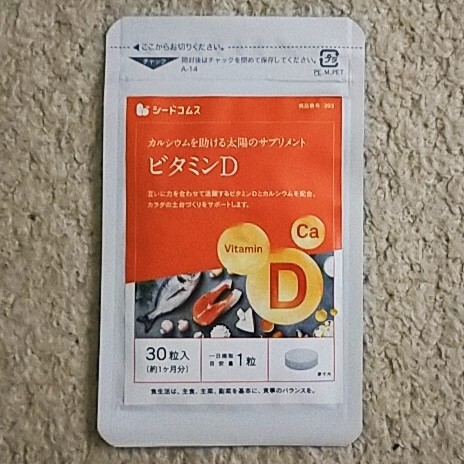 ここからお切りください。
チャック 開封後はチャックを閉めて保存してください。
A-14
プラ
PE.M.PET
シードコムス
商品番号:393
カルシウムを助ける太陽のサプリメント
ビタミンD
互いに力を合わせて活躍するビタミンDとカルシウムを配合。
カラダの土台づくりをサポートします。
Ca
Vitamin
D
30粒入
(約1ヶ月分)
一日摂取
目安量 1粒
原寸大
食生活は、主食、主菜、副菜を基本に、食事のバランスを。